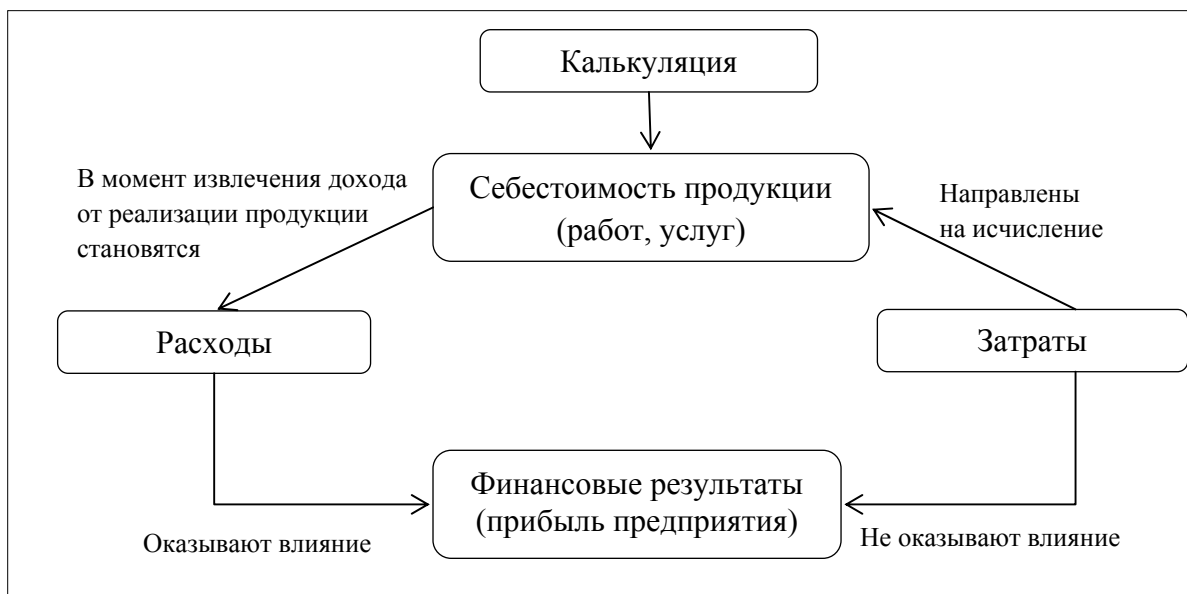 Калькуляция
В момент извлечения дохода
от реализации продукции
становятся
Себестоимость продукции
(работ, услуг)
Направлены
на исчисление
Расходы
Затраты
Финансовые результаты
(прибыль предприятия)
Оказывают влияние
Не оказывают влияние